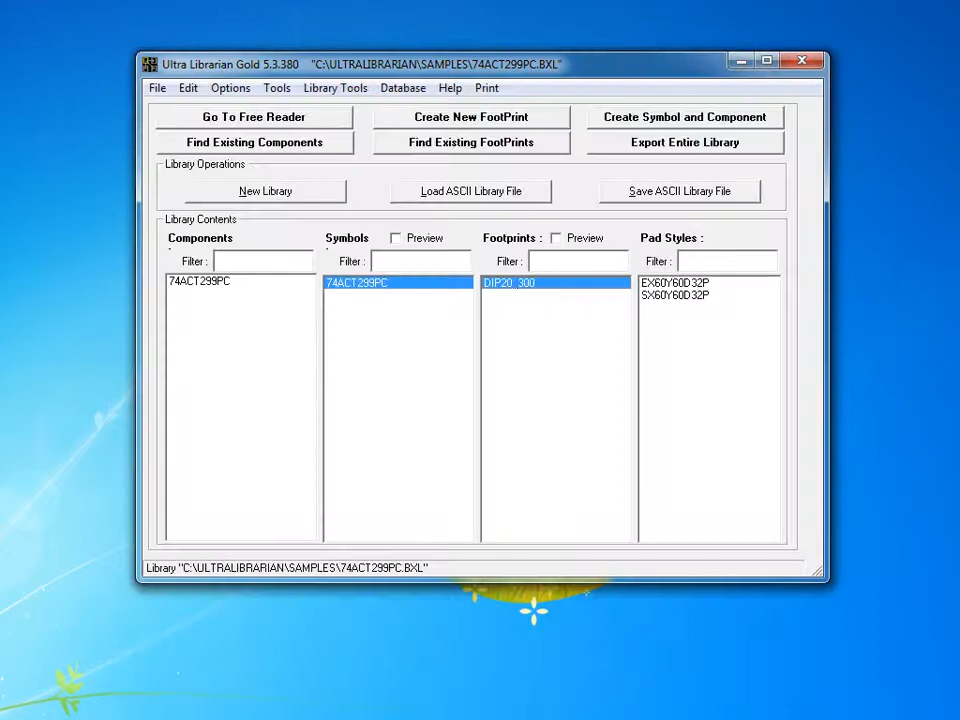 Ultra Librarian Gold 5.3.380 "C:\ULTRALIBRARIAN\SAMPLES\74ACT299PC.BXL"
File Edit Options Tools Library Tools Database Help Print
Go To Free Reader Create New FootPrint Create Symbol and Component
Find Existing Components Find Existing FootPrints Export Entire Library
Library Operations
New Library Load ASCII Library File Save ASCII Library File
Library Contents
Components Symbols Preview Footprints : Preview Pad Styles :
Filter : Filter : Filter : Filter :
74ACT299PC 74ACT299PC DIP20_300 EX60Y60D32P
SX60Y60D32P
Library "C:\ULTRALIBRARIAN\SAMPLES\74ACT299PC.BXL"